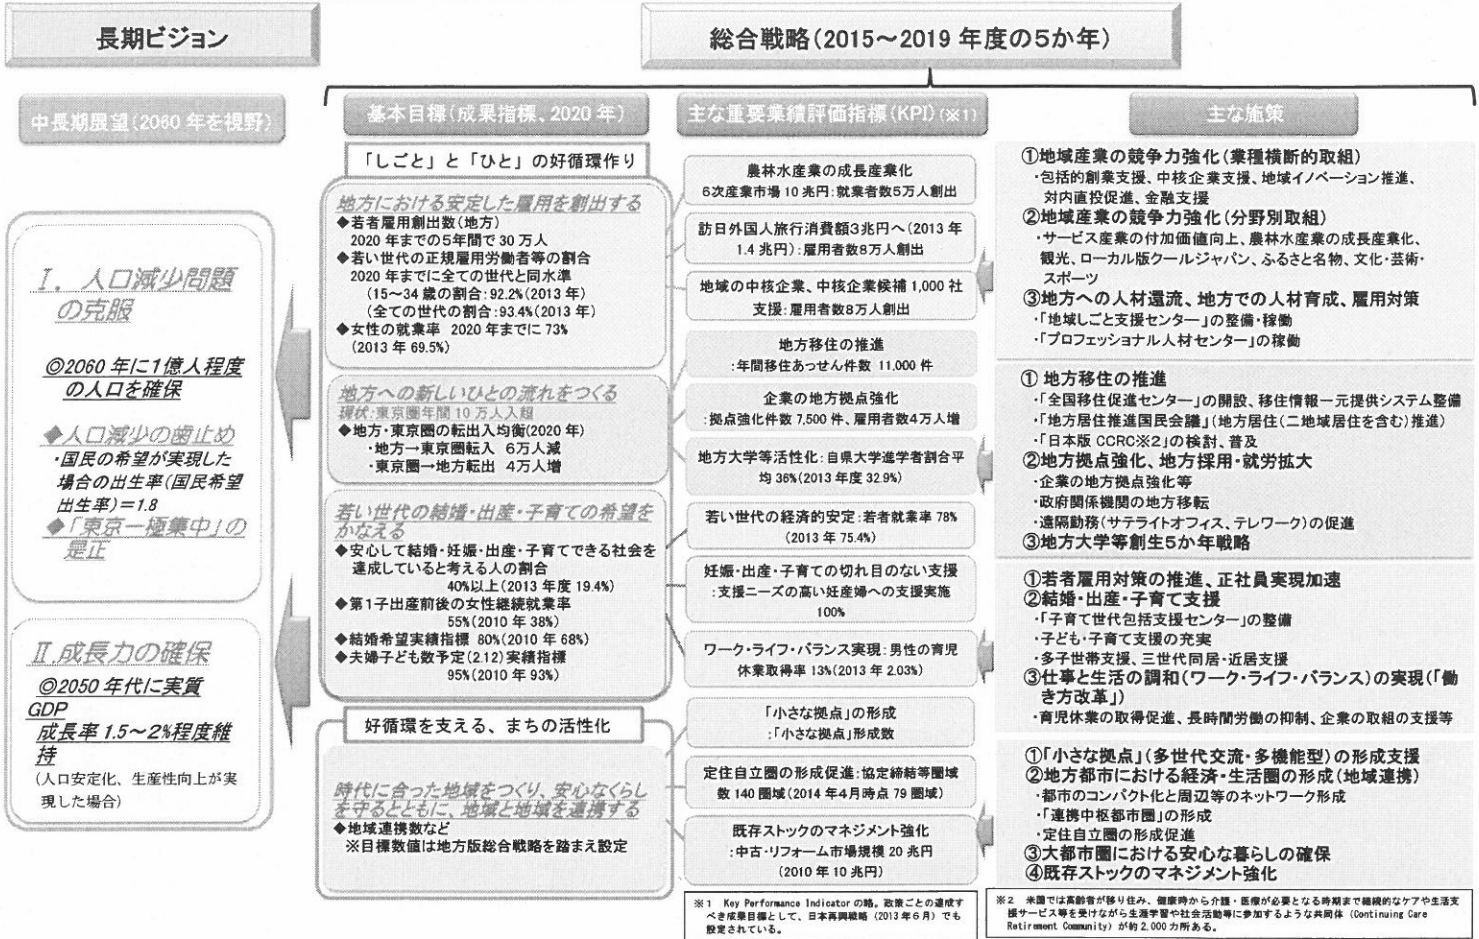 長期ビジョン
総合戦略(2015～2019年度の5か年)
中長期展望(2060年を視野)
基本目標(成果指標、2020年)
主な重要業績評価指標(KPI)(※1)
主な施策
Ⅰ．人口減少問題
の克服
◎2060年に1億人程度
の人口を確保
◆人口減少の歯止め
・国民の希望が実現した
場合の出生率(国民希望
出生率)＝1.8
◆「東京一極集中」の
是正
Ⅱ.成長力の確保
◎2050年代に実質
GDP
成長率1.5～2%程度維
持
(人口安定化、生産性向上が実
現した場合)
「しごと」と「ひと」の好循環作り
地方における安定した雇用を創出する
◆若者雇用創出数(地方)
2020年までの5年間で30万人
◆若い世代の正規雇用労働者等の割合
2020年までに全ての世代と同水準
(15～34歳の割合:92.2%(2013年)
(全ての世代の割合:93.4%(2013年)
◆女性の就業率 2020年までに73%
(2013年69.5%)
地方への新しいひとの流れをつくる
現状:東京圏年間10万人入超
◆地方・東京圏の転出入均衡(2020年)
・地方→東京圏転入 6万人減
・東京圏→地方転出 4万人増
若い世代の結婚・出産・子育ての希望を
かなえる
◆安心して結婚・妊娠・出産・子育てできる社会を
達成していると考える人の割合
40%以上(2013年度19.4%)
◆第1子出産前後の女性継続就業率
55%(2010年38%)
◆結婚希望実績指標 80%(2010年68%)
◆夫婦子ども数予定(2.12)実績指標
95%(2010年93%)
好循環を支える、まちの活性化
時代に合った地域をつくり、安心なくらし
を守るとともに、地域と地域を連携する
◆地域連携数など
※目標数値は地方版総合戦略を踏まえ設定
農林水産業の成長産業化
6次産業市場10兆円:就業者数5万人創出
訪日外国人旅行消費額3兆円へ(2013年
1.4兆円):雇用者数8万人創出
地域の中核企業、中核企業候補1,000社
支援:雇用者数8万人創出
地方移住の推進
:年間移住あっせん件数 11,000件
企業の地方拠点強化
:拠点強化件数7,500件、雇用者数4万人増
地方大学等活性化:自県大学進学者割合平
均36%(2013年度32.9%)
若い世代の経済的安定:若者就業率78%
(2013年75.4%)
妊娠・出産・子育ての切れ目のない支援
:支援ニーズの高い妊産婦への支援実施
100%
ワーク・ライフ・バランス実現:男性の育児
休業取得率13%(2013年2.03%)
「小さな拠点」の形成
:「小さな拠点」形成数
定住自立圏の形成促進:協定締結等圏域
数140圏域(2014年4月時点79圏域)
既存ストックのマネジメント強化
:中古・リフォーム市場規模20兆円
(2010年10兆円)
※1 Key Performance Indicatorの略。政策ごとの達成す
べき成果目標として、日本再興戦略(2013年6月)でも
設定されている。
①地域産業の競争力強化(業種横断的取組)
・包括的創業支援、中核企業支援、地域イノベーション推進、
対内直投促進、金融支援
②地域産業の競争力強化(分野別取組)
・サービス産業の付加価値向上、農林水産業の成長産業化、
観光、ローカル版クールジャパン、ふるさと名物、文化・芸術・
スポーツ
③地方への人材還流、地方での人材育成、雇用対策
・「地域しごと支援センター」の整備・稼働
・「プロフェッショナル人材センター」の稼働
① 地方移住の推進
・「全国移住促進センター」の開設、移住情報一元提供システム整備
・「地方居住推進国民会議」(地方居住(二地域居住を含む)推進)
・「日本版CCRC※2」の検討、普及
②地方拠点強化、地方採用・就労拡大
・企業の地方拠点強化等
・政府関係機関の地方移転
・遠隔勤務(サテライトオフィス、テレワーク)の促進
③地方大学等創生5か年戦略
①若者雇用対策の推進、正社員実現加速
②結婚・出産・子育て支援
・「子育て世代包括支援センター」の整備
・子ども・子育て支援の充実
・多子世帯支援、三世代同居・近居支援
③仕事と生活の調和(ワーク・ライフ・バランス)の実現(「働
き方改革」)
・育児休業の取得促進、長時間労働の抑制、企業の取組の支援等
①「小さな拠点」(多世代交流・多機能型)の形成支援
②地方都市における経済・生活圏の形成(地域連携)
・都市のコンパクト化と周辺等のネットワーク形成
・「連携中枢都市圏」の形成
・定住自立圏の形成促進
③大都市圏における安心な暮らしの確保
④既存ストックのマネジメント強化
※2 米国では高齢者が移り住み、健康時から介護・医療が必要となる時期まで継続的なケアや生活支
援サービス等を受けながら生涯学習や社会活動等に参加するような共同体(Continuing Care
Retirement Community)が約2,000カ所ある。